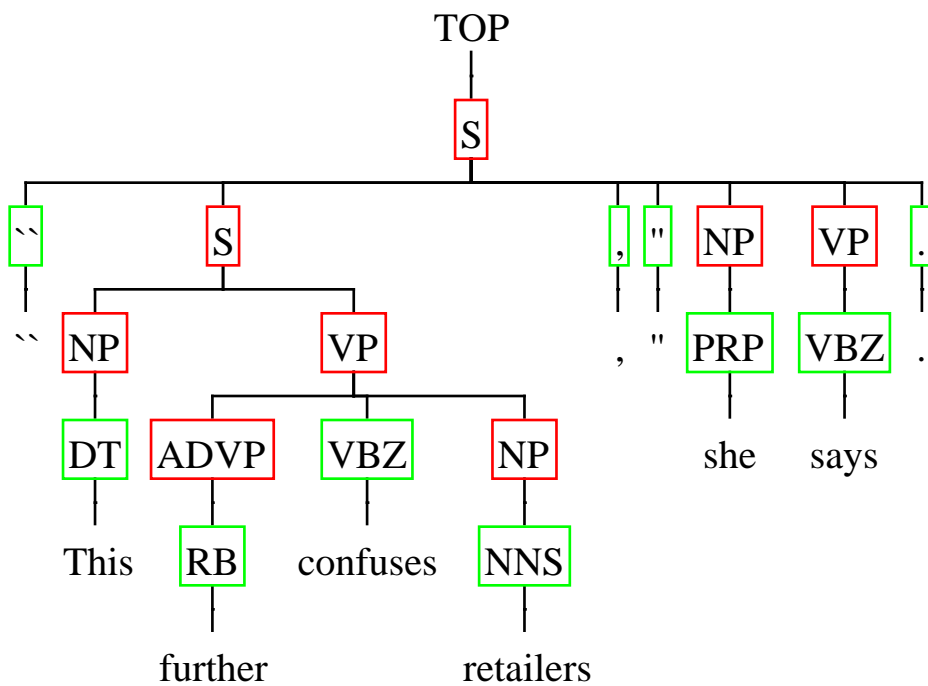 TOP
S
`` S , " NP VP .
`` NP VP , " PRP VBZ .
DT ADVP VBZ NP she says
This RB confuses NNS
further retailers